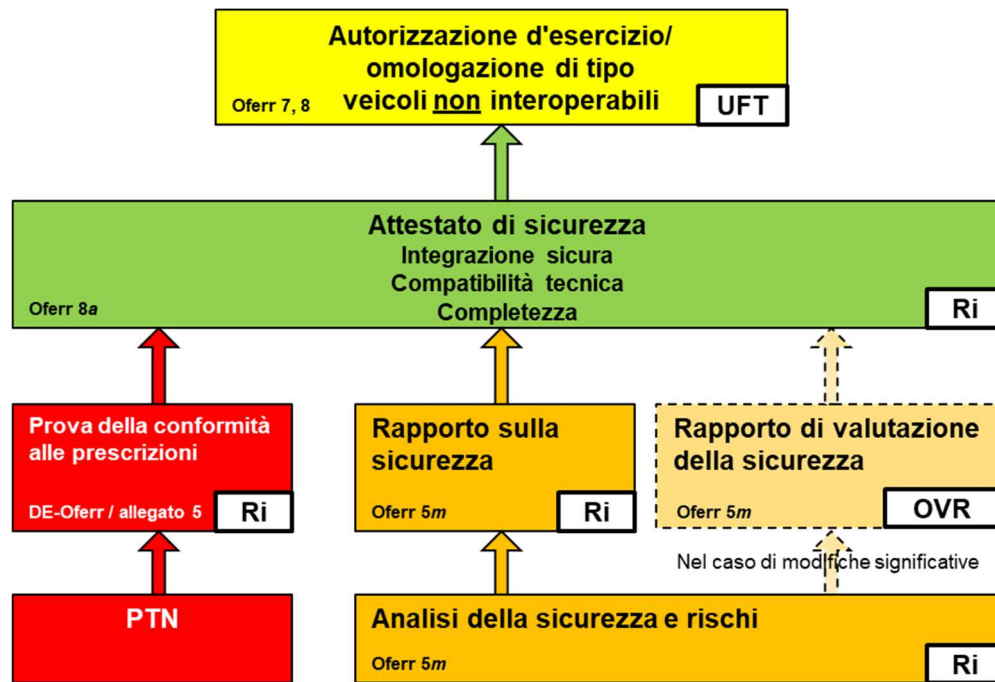 Autorizzazione d'esercizio/
omologazione di tipo
veicoli non interoperabili
Oferr 7, 8
UFT
Attestato di sicurezza
Integrazione sicura
Compatibilità tecnica
Completezza
Oferr 8a
Ri
Prova della conformità
alle prescrizioni
DE-Oferr / allegato 5
Ri
Rapporto sulla
sicurezza
Oferr 5m
Ri
Rapporto di valutazione
della sicurezza
Oferr 5m
OVR
Nel caso di modifiche significative
PTN
Analisi della sicurezza e rischi
Oferr 5m
Ri